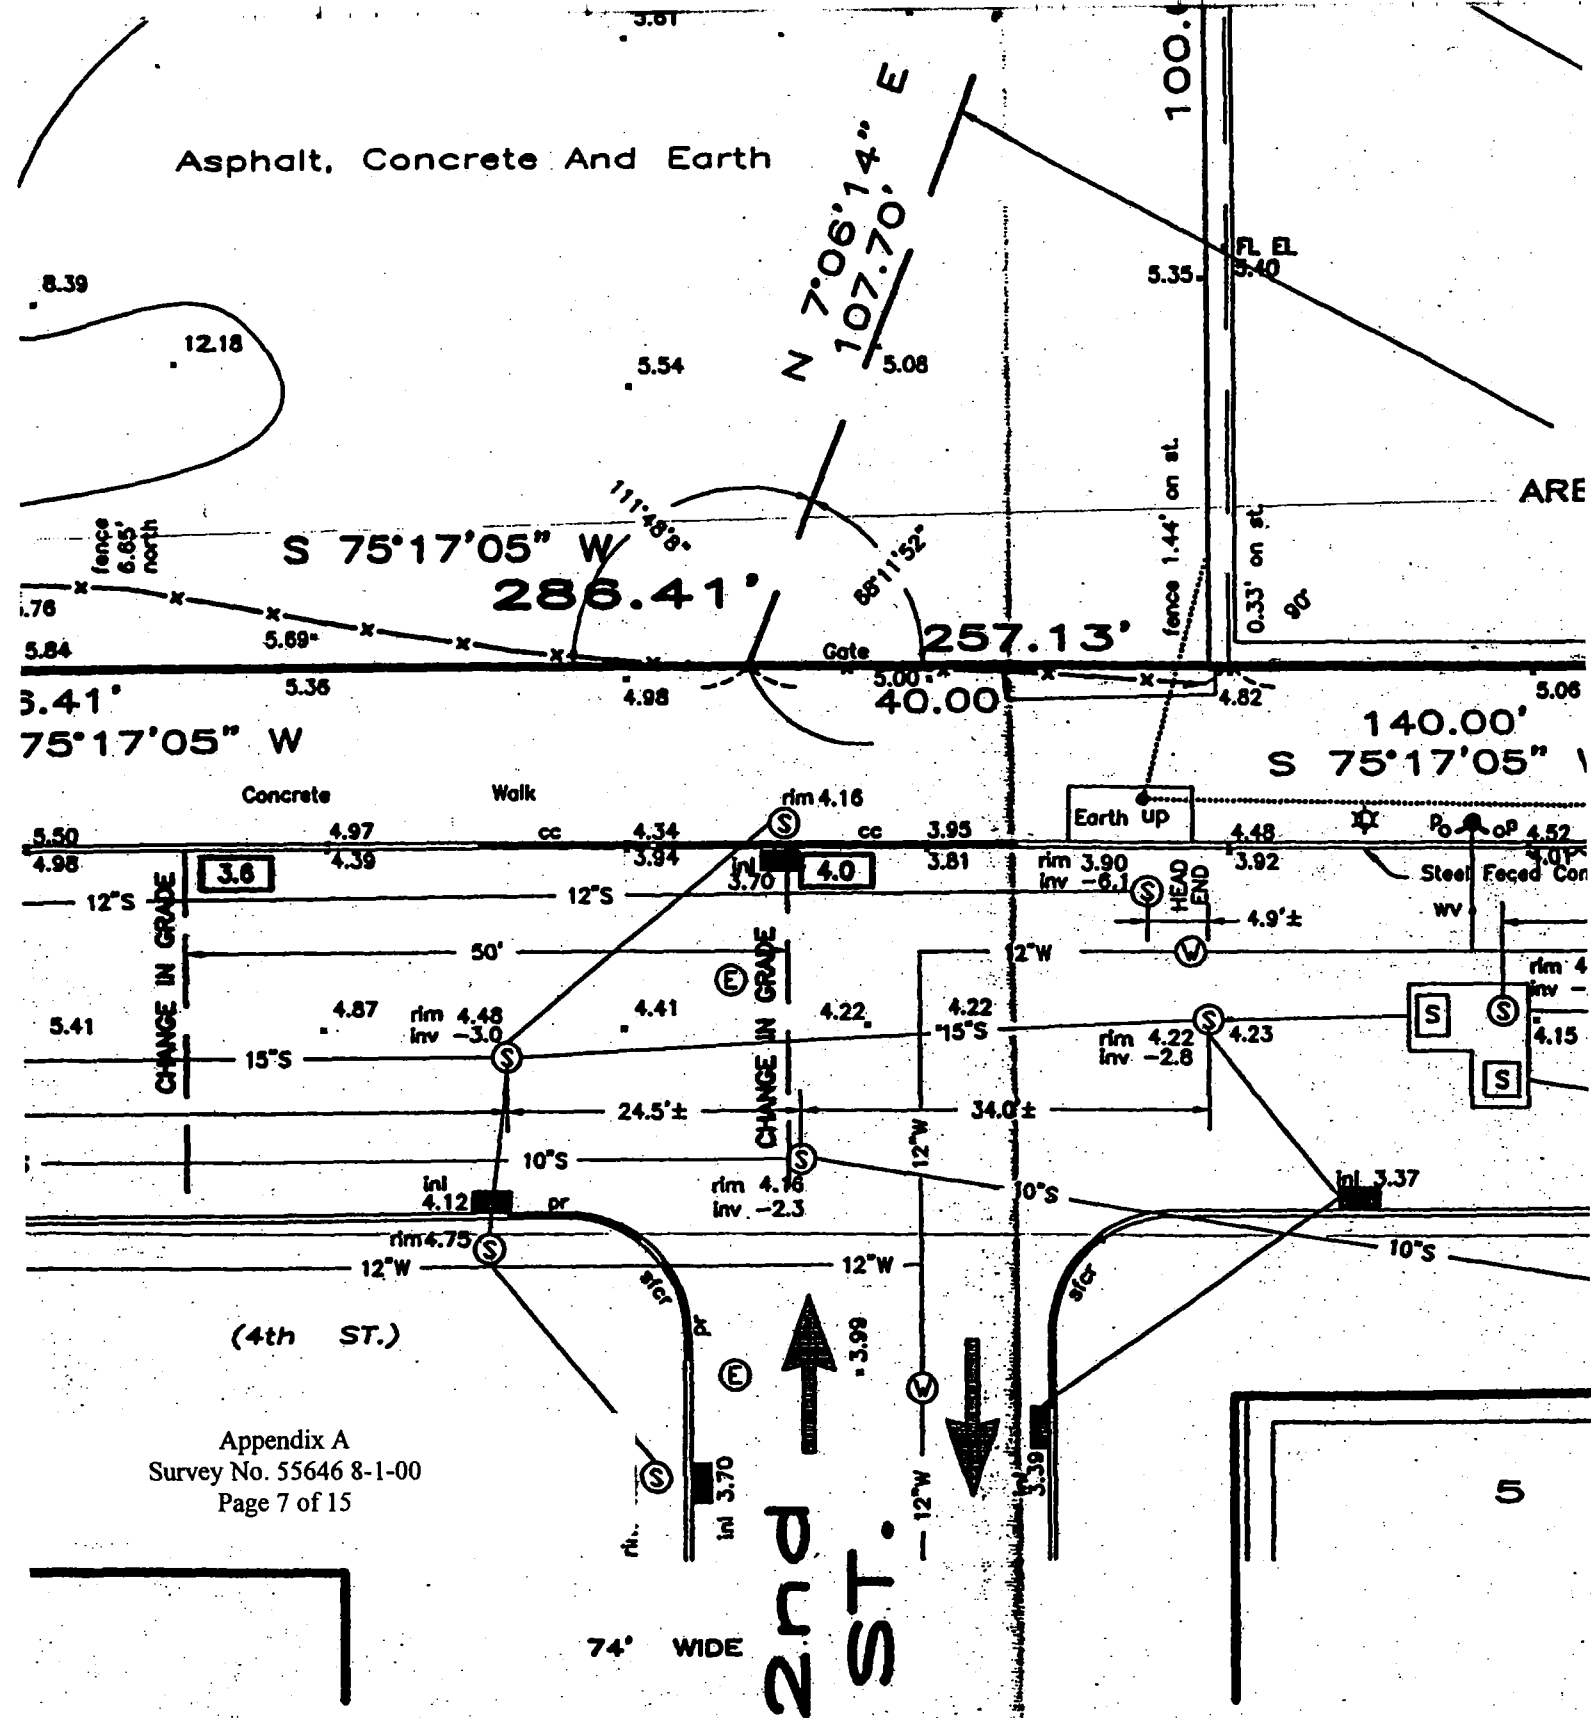 3.61
100.
Asphalt, Concrete And Earth
N 7°06'14" E
107.70'
8.39
12.18
5.54
5.08
5.35
FL EL
5.40
fence 1.44' on st.
0.33' on st.
90°
ARE
fence
6.65'
north
S 75°17'05" W
286.41'
111°48'8"
68°11'52"
.76
5.84
5.69
5.36
4.98
Gate
257.13'
5.00
40.00
4.82
5.06
.41'
75°17'05" W
140.00'
S 75°17'05"
Concrete Walk
rim 4.16
Earth up
5.50
4.98
4.97
4.39
cc
4.34
3.94
cc
3.95
3.81
4.48
3.92
4.52
4.01
3.6
inl
3.70
4.0
rim 3.90
inv -6.1
HEAD
END
Steel Faced Con
WV
12"S
12"S
S
4.9'±
CHANGE IN GRADE
50'
CHANGE IN GRADE
E
12"W
W
rim 4
inv -
5.41
4.87
rim 4.48
inv -3.0
4.41
4.22
4.22
15"S
rim 4.22
inv -2.8
4.23
S
S
4.15
15"S
S
S
S
24.5'±
34.0'±
12"W
10"S
S
rim 4.16
inv -2.3
10"S
inl 3.37
inl
4.12
pr
rim 4.75
S
12"W
12"W
10"S
sfcr
pr
sfcr
(4th ST.)
3.99
E
W
Appendix A
Survey No. 55646 8-1-00
Page 7 of 15
S
inl 3.70
12"W
inl
3.39
5
2nd
ST.
74' WIDE